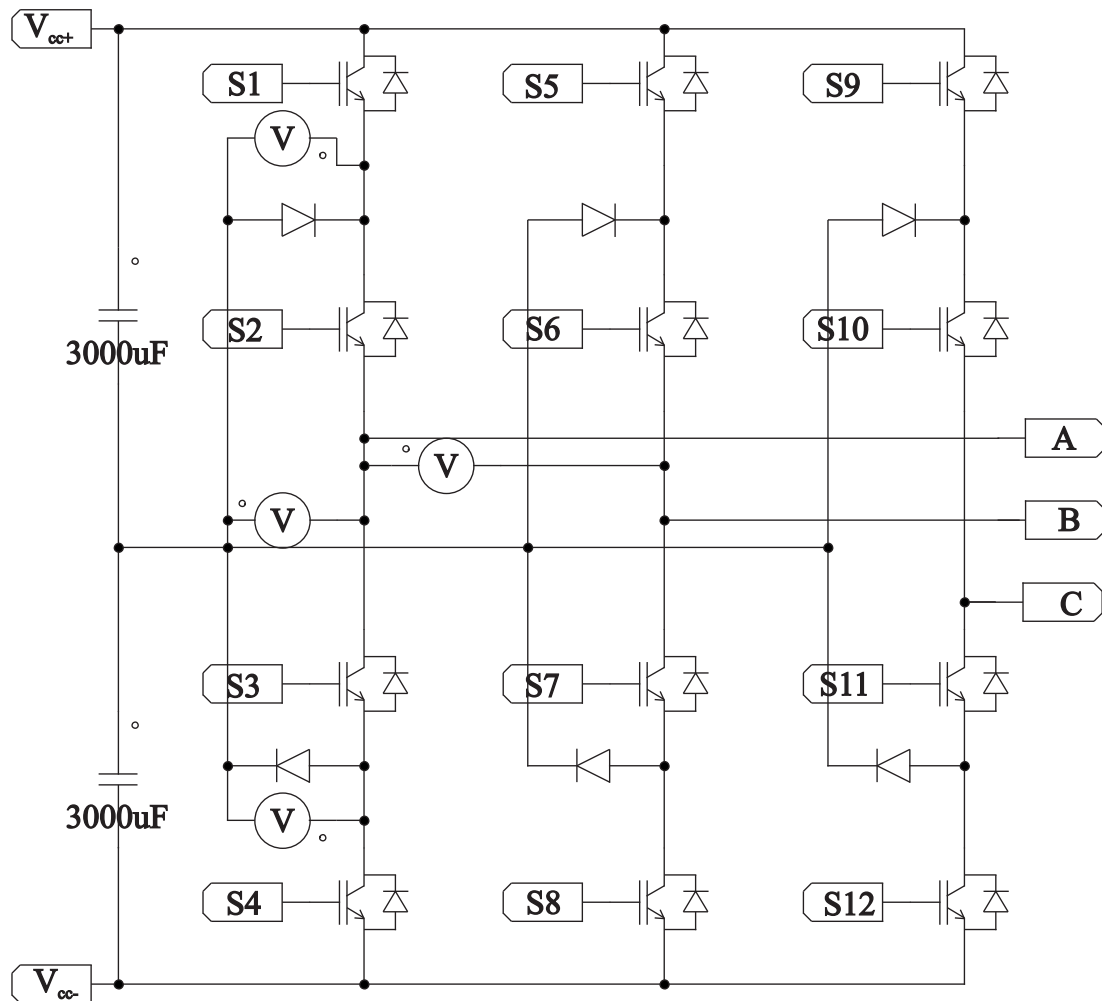 Vcc+
S1
S5
S9
V
S2
S6
S10
3000uF
A
V
V
B
C
S3
S7
S11
3000uF
V
S4
S8
S12
Vcc-